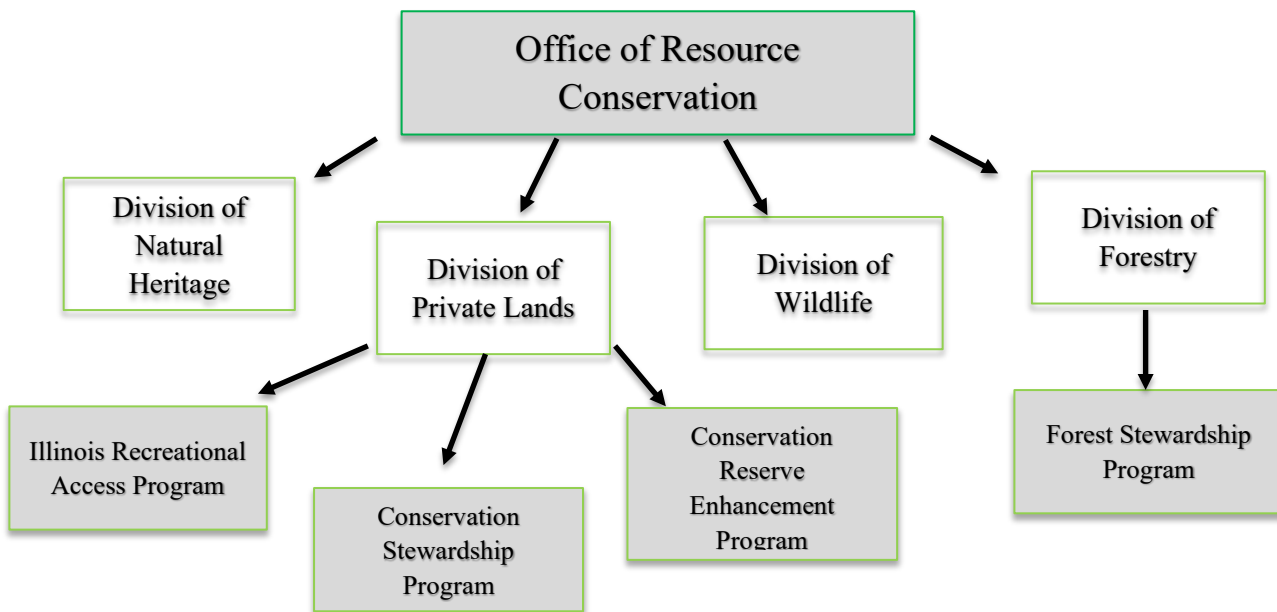 Office of Resource
Conservation
Division of
Natural
Heritage
Division of
Private Lands
Division of
Wildlife
Division of
Forestry
Illinois Recreational
Access Program
Conservation
Stewardship
Program
Conservation
Reserve
Enhancement
Program
Forest Stewardship
Program